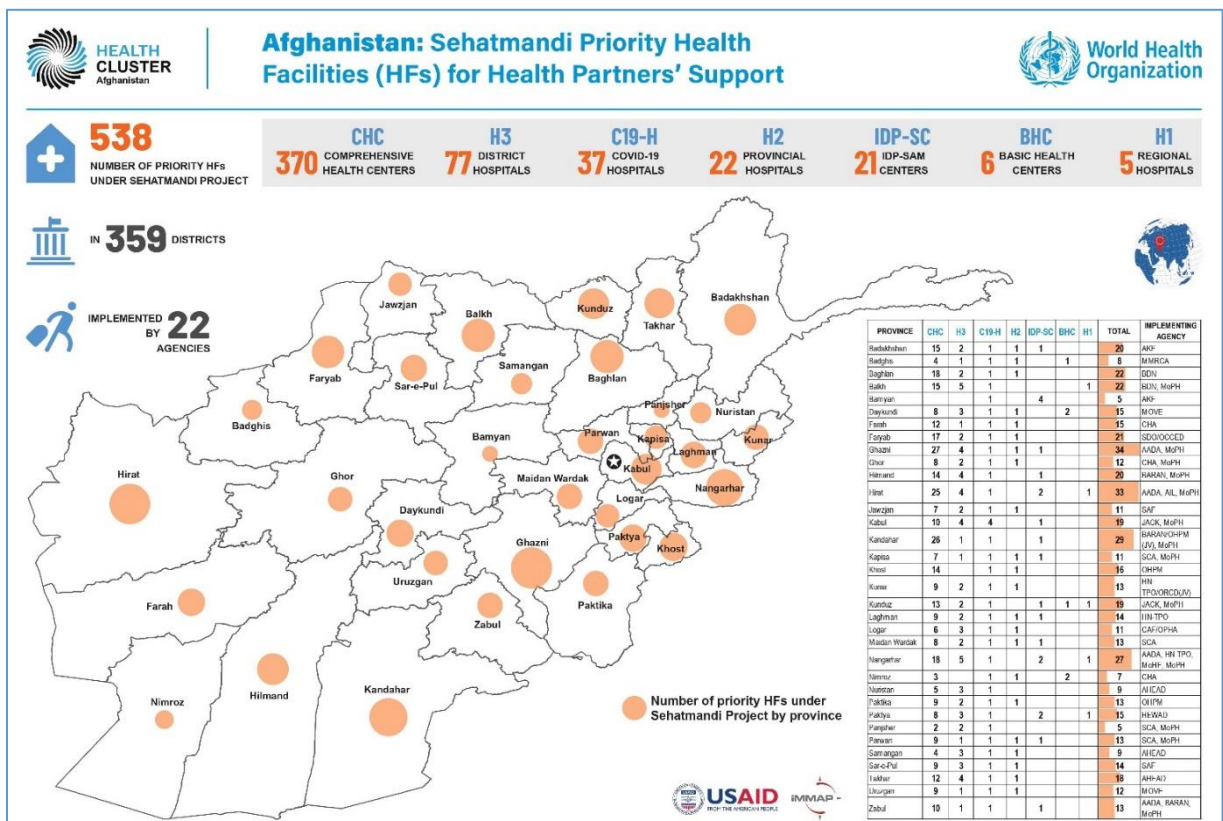 HEALTH
CLUSTER
Afghanistan
Afghanistan: Sehatmandi Priority Health
Facilities (HFs) for Health Partners' Support
World Health
Organization
538
NUMBER OF PRIORITY HFs
UNDER SEHATMANDI PROJECT
CHC
370 COMPREHENSIVE HEALTH CENTERS
H3
77 DISTRICT HOSPITALS
C19-H
37 COVID-19 HOSPITALS
H2
22 PROVINCIAL HOSPITALS
IDP-SC
21 IDP-SAM CENTERS
BHC
6 BASIC HEALTH CENTERS
H1
5 REGIONAL HOSPITALS
IN 359 DISTRICTS
IMPLEMENTED BY 22 AGENCIES
Jawzjan
Balkh
Kunduz
Takhar
Badakhshan
Faryab
Sar-e-Pul
Samangan
Baghlan
Badghis
Panjsher
Nuristan
Bamyan
Parwan
Kapisa
Kunar
Laghman
Hirat
Ghor
Kabul
Maidan Wardak
Nangarhar
Logar
Daykundi
Ghazni
Paktya
Khost
Uruzgan
Farah
Zabul
Paktika
Hilmand
Kandahar
Nimroz
Number of priority HFs under
Sehatmandi Project by province
USAID
FROM THE AMERICAN PEOPLE
iMMAP
PROVINCE CHC H3 C19-H H2 IDP-SC BHC H1 TOTAL IMPLEMENTING AGENCY
Badakhshan 15 2 1 1 1 20 AKF
Badghis 4 1 1 1 1 8 MMRCA
Baghlan 18 2 1 1 22 BDN
Balkh 15 5 1 1 22 BDN, MoPH
Bamyan 1 4 5 AKF
Daykundi 8 3 1 1 2 15 MOVE
Farah 12 1 1 1 15 CHA
Faryab 17 2 1 1 21 SDO/OCCED
Ghazni 27 4 1 1 1 34 AADA, MoPH
Ghor 8 2 1 1 12 CHA, MoPH
Hilmand 14 4 1 1 20 BARAN, MoPH
Hirat 25 4 1 2 1 33 AADA, AIL, MoPH
Jawzjan 7 2 1 1 11 SAF
Kabul 10 4 4 1 19 JACK, MoPH
Kandahar 26 1 1 1 29 BARAN/OHPM (JV), MoPH
Kapisa 7 1 1 1 1 11 SCA, MoPH
Khost 14 1 1 16 OHPM
Kunar 9 2 1 1 13 HN TPO/ORCD(JV)
Kunduz 13 2 1 1 1 1 19 JACK, MoPH
Laghman 9 2 1 1 1 14 HN-TPO
Logar 6 3 1 1 11 CAF/OPHA
Maidan Wardak 8 2 1 1 1 13 SCA
Nangarhar 18 5 1 2 1 27 AADA, HN TPO, MoHE, MoPH
Nimroz 3 1 1 2 7 CHA
Nuristan 5 3 1 9 AHEAD
Paktika 9 2 1 1 13 OHPM
Paktya 8 3 1 2 1 15 HEWAD
Panjsher 2 2 1 5 SCA, MoPH
Parwan 9 1 1 1 1 13 SCA, MoPH
Samangan 4 3 1 1 9 AHEAD
Sar-e-Pul 9 3 1 1 14 SAF
Takhar 12 4 1 1 18 AHEAD
Uruzgan 9 1 1 1 12 MOVE
Zabul 10 1 1 1 13 AADA, BARAN, MoPH